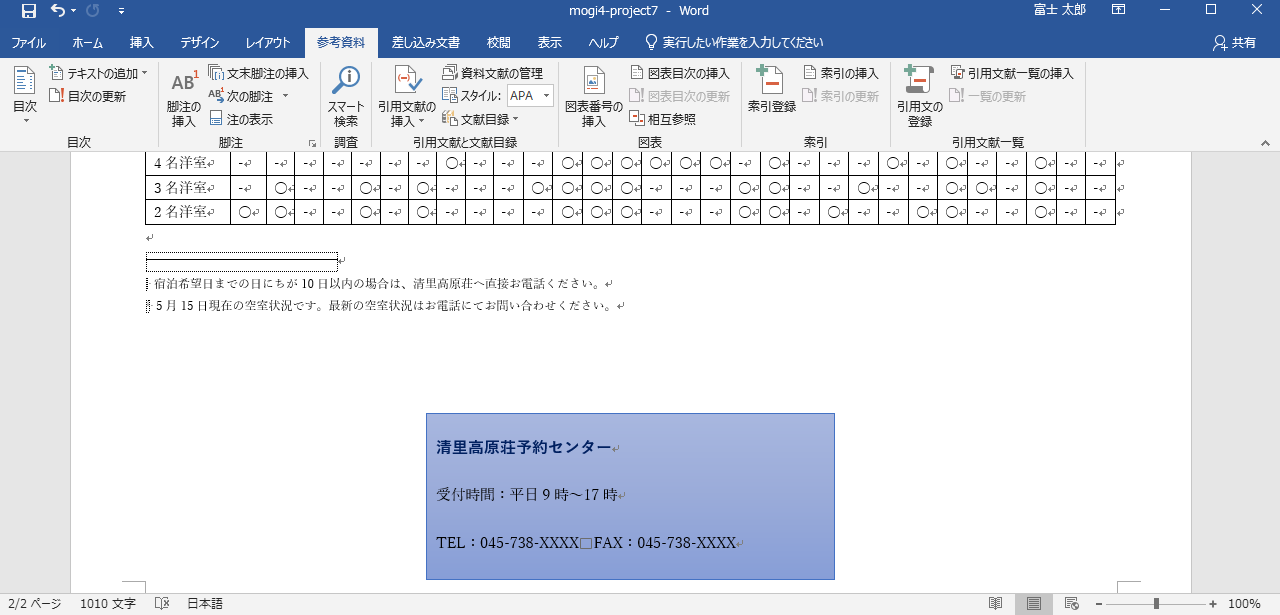 mogi4-project7 - Word
富士 太郎
ファイル ホーム 挿入 デザイン レイアウト 参考資料 差し込み文書 校閲 表示 ヘルプ 実行したい作業を入力してください 共有
目次
テキストの追加
目次の更新
目次
AB1
脚注の
挿入
文末脚注の挿入
AB1 次の脚注
注の表示
脚注
スマート
検索
調査
引用文献の
挿入
資料文献の管理
スタイル: APA
文献目録
引用文献と文献目録
図表番号の
挿入
図表目次の挿入
図表目次の更新
相互参照
図表
索引登録
索引の挿入
索引の更新
索引
引用文の
登録
引用文献一覧の挿入
一覧の更新
引用文献一覧
4 名洋室 - - - - - - - ○ - - - ○ ○ ○ ○ ○ ○ - ○ - - - ○ - ○ - - ○ - -
3 名洋室 - ○ - - ○ - ○ - - - ○ ○ ○ ○ - - - ○ ○ - - ○ - - ○ ○ - ○ - -
2 名洋室 ○ ○ - - ○ - ○ - - - - ○ ○ ○ - - - ○ ○ - ○ - - ○ ○ - - ○ - -
宿泊希望日までの日にちが 10 日以内の場合は、清里高原荘へ直接お電話ください。
5 月 15 日現在の空室状況です。最新の空室状況はお電話にてお問い合わせください。
清里高原荘予約センター
受付時間：平日 9 時～17 時
TEL：045-738-XXXX□FAX：045-738-XXXX
2/2 ページ 1010 文字 日本語 100%